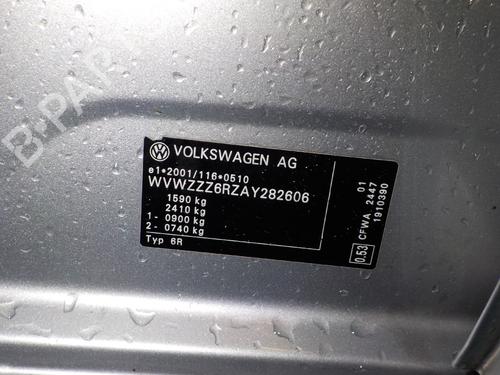 B-PARTS
VOLKSWAGEN AG
e1*2001/116*0510
WVWZZZ6RZAY282606
1590 kg
2410 kg
1- 0900 kg
2- 0740 kg
Typ 6R
0.53 CFWA 2447 01
1910390